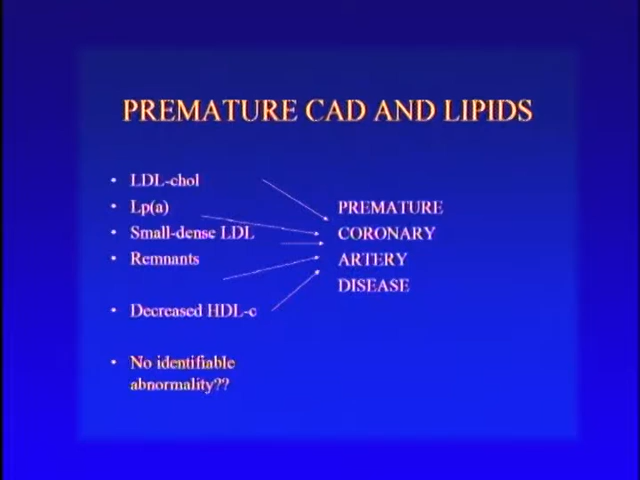 PREMATURE CAD AND LIPIDS
• LDL-chol
• Lp(a)
• Small-dense LDL
• Remnants
• Decreased HDL-c
• No identifiable
abnormality??
PREMATURE
CORONARY
ARTERY
DISEASE